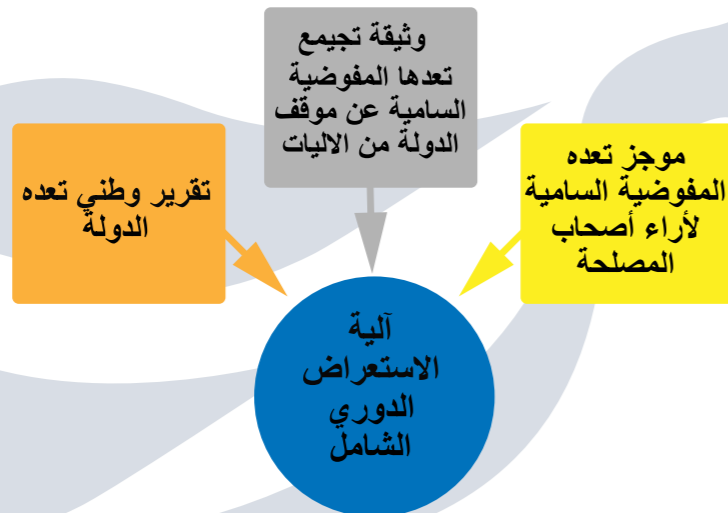 وثيقة تجيمع
تعدها المفوضية
السامية عن موقف
الدولة من الاليات
موجز تعده
المفوضية السامية
لأراء أصحاب
المصلحة
تقرير وطني تعده
الدولة
آلية
الاستعراض
الدوري
الشامل